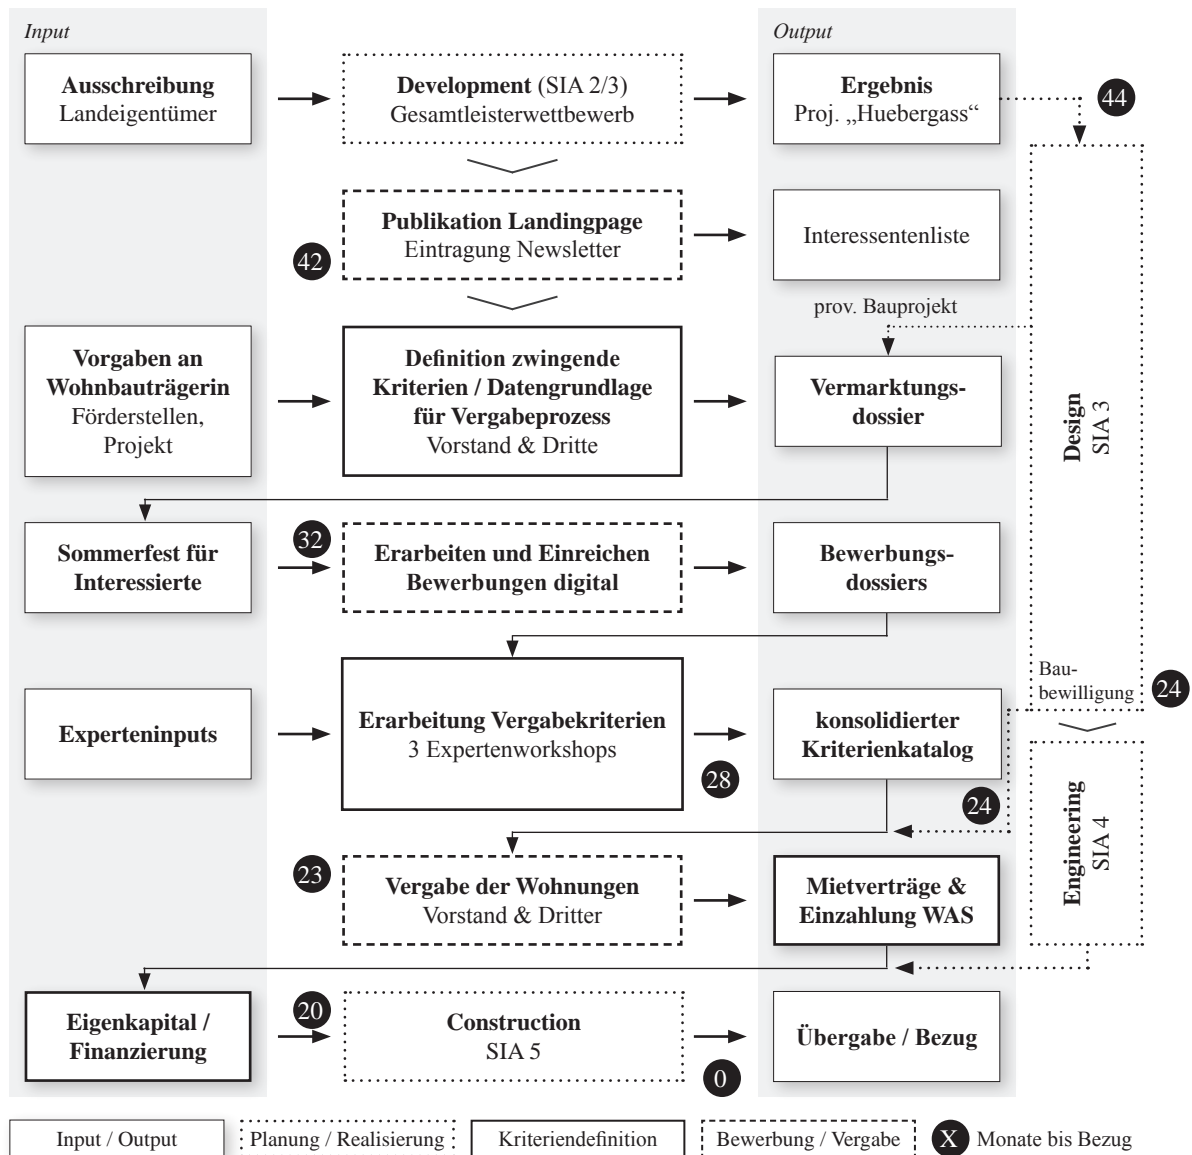 Input
Output
Ausschreibung
Landeigentümer
Development (SIA 2/3)
Gesamtleisterwettbewerb
Ergebnis
Proj. „Huebergass“
44
Publikation Landingpage
Eintragung Newsletter
42
Interessentenliste
prov. Bauprojekt
Vorgaben an
Wohnbauträgerin
Förderstellen,
Projekt
Definition zwingende
Kriterien / Datengrundlage
für Vergabeprozess
Vorstand & Dritte
Vermarktungs-
dossier
Design
SIA 3
Sommerfest für
Interessierte
32
Erarbeiten und Einreichen
Bewerbungen digital
Bewerbungs-
dossiers
Bau-
bewilligung
24
Experteninputs
Erarbeitung Vergabekriterien
3 Expertenworkshops
28
konsolidierter
Kriterienkatalog
24
Engineering
SIA 4
23
Vergabe der Wohnungen
Vorstand & Dritter
Mietverträge &
Einzahlung WAS
Eigenkapital /
Finanzierung
20
Construction
SIA 5
0
Übergabe / Bezug
Input / Output
Planung / Realisierung
Kriteriendefinition
Bewerbung / Vergabe
X Monate bis Bezug